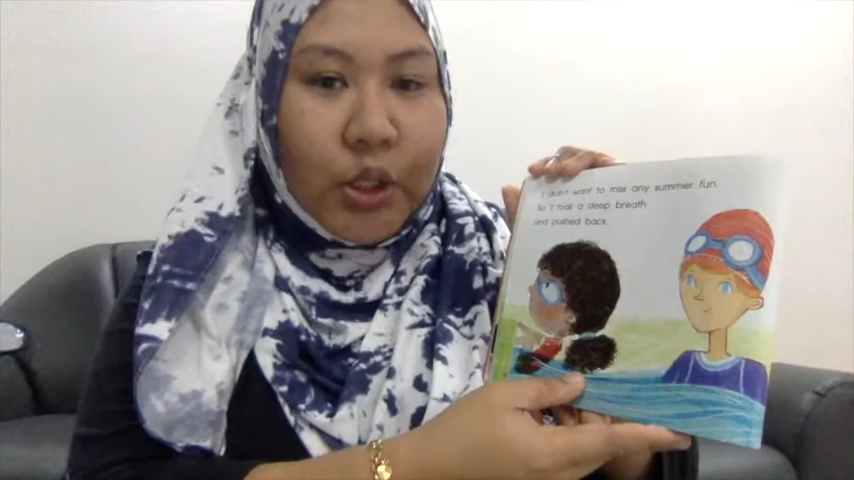 I didn't want to miss any summer fun.
So I took a deep breath
and pushed back.